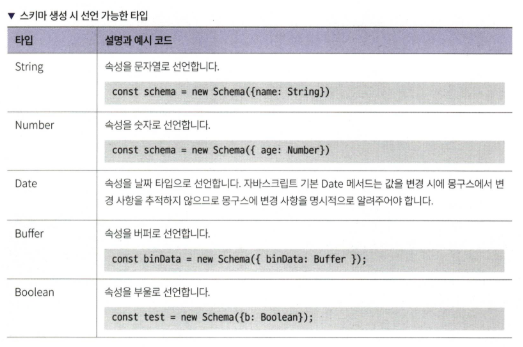 ▼ 스키마 생성 시 선언 가능한 타입
타입 설명과 예시 코드
String 속성을 문자열로 선언합니다.
const schema = new Schema({name: String})
Number 속성을 숫자로 선언합니다.
const schema = new Schema({ age: Number})
Date 속성을 날짜 타입으로 선언합니다. 자바스크립트 기본 Date 메서드는 값을 변경 시에 몽구스에서 변
경 사항을 추적하지 않으므로 몽구스에 변경 사항을 명시적으로 알려주어야 합니다.
Buffer 속성을 버퍼로 선언합니다.
const binData = new Schema({ binData: Buffer });
Boolean 속성을 부울로 선언합니다.
const test = new Schema({b: Boolean});